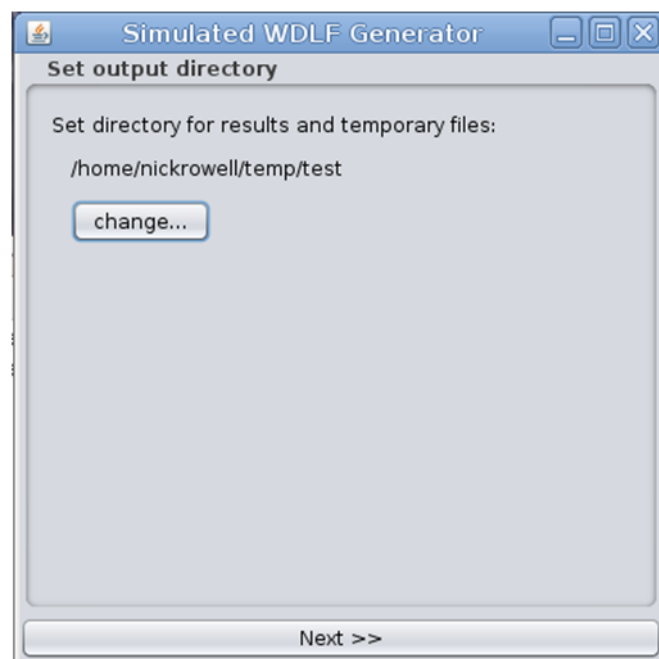 Simulated WDLF Generator
Set output directory
Set directory for results and temporary files:
/home/nickrowell/temp/test
change...
Next >>